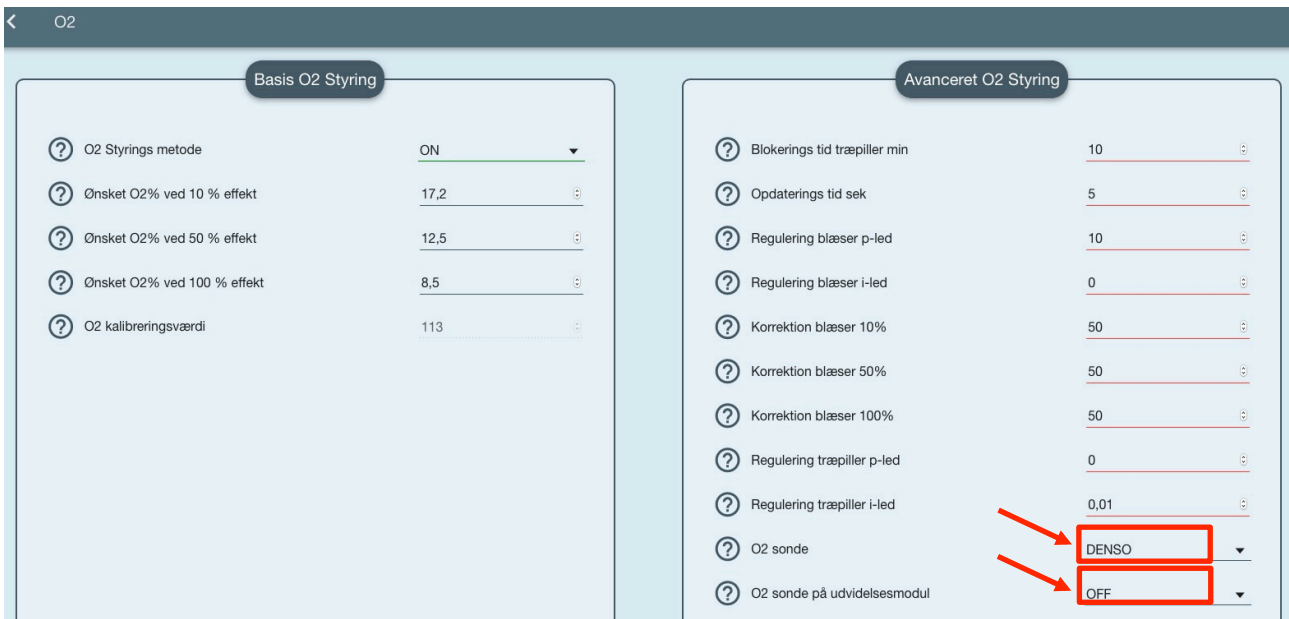 O2
Basis O2 Styring
O2 Styrings metode ON
Ønsket O2% ved 10 % effekt 17,2
Ønsket O2% ved 50 % effekt 12,5
Ønsket O2% ved 100 % effekt 8,5
O2 kalibreringsværdi 113
Avanceret O2 Styring
Blokerings tid træpiller min 10
Opdaterings tid sek 5
Regulering blæser p-led 10
Regulering blæser i-led 0
Korrektion blæser 10% 50
Korrektion blæser 50% 50
Korrektion blæser 100% 50
Regulering træpiller p-led 0
Regulering træpiller i-led 0,01
O2 sonde DENSO
O2 sonde på udvidelsesmodul OFF